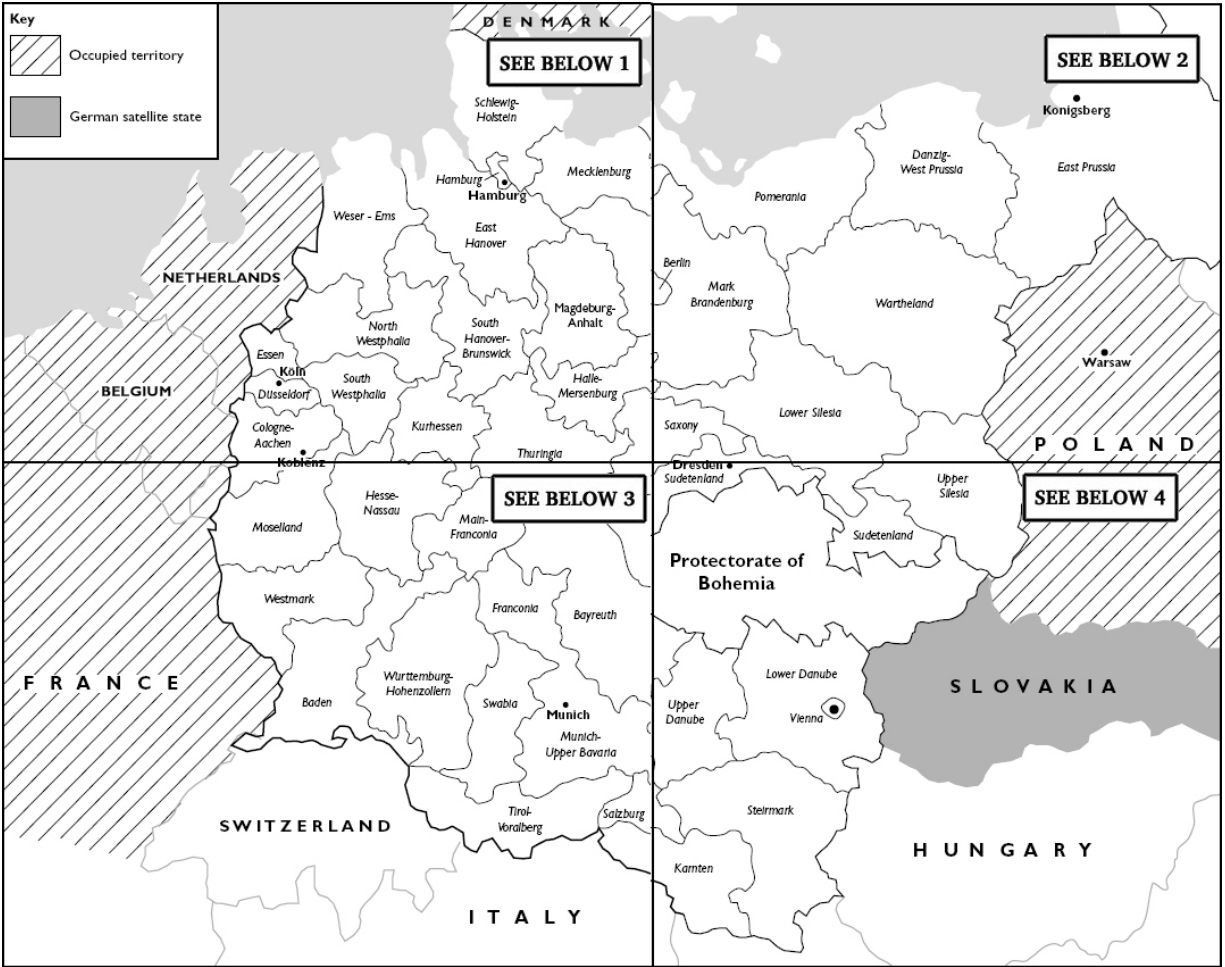 Key
Occupied territory
German satellite state
DENMARK
SEE BELOW 1
Schlewig-
Holstein
Hamburg
Hamburg
Mecklenburg
Weser - Ems
East
Hanover
NETHERLANDS
Magdeburg-
Anhalt
North
Westphalia
South
Hanover-
Brunswick
Essen
Köln
Düsseldorf
South
Westphalia
Halle-
Mersenburg
BELGIUM
Cologne-
Aachen
Kurhessen
Koblenz
Thuringia
SEE BELOW 2
Königsberg
Danzig-
West Prussia
East Prussia
Pomerania
Berlin
Mark
Brandenburg
Wartheland
Warsaw
Lower Silesia
Saxony
POLAND
Dresden
SEE BELOW 3
Hesse-
Nassau
Moselland
Main-
Franconia
Westmark
Franconia
Bayreuth
FRANCE
Baden
Wurttemburg-
Hohenzollern
Swabia
Munich
Munich-
Upper Bavaria
SWITZERLAND
Tirol-
Voralberg
Salzburg
ITALY
Sudetenland
Upper
Silesia
SEE BELOW 4
Sudetenland
Protectorate of
Bohemia
Lower Danube
Upper
Danube
Vienna
SLOVAKIA
Steirmark
Karnten
HUNGARY